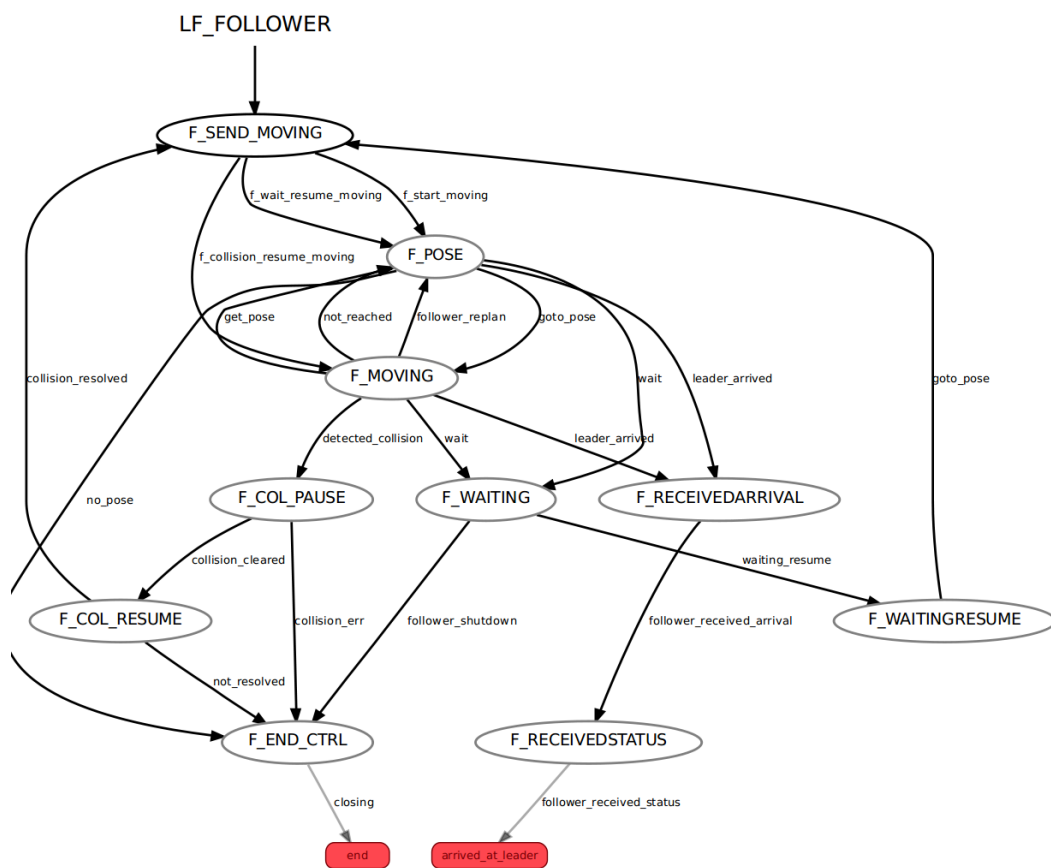 LF_FOLLOWER
F_SEND_MOVING
f_wait_resume_moving
f_start_moving
f_collision_resume_moving
F_POSE
get_pose
not_reached
follower_replan
goto_pose
F_MOVING
collision_resolved
wait
leader_arrived
goto_pose
detected_collision
wait
leader_arrived
no_pose
F_COL_PAUSE
F_WAITING
F_RECEIVEDARRIVAL
collision_cleared
waiting_resume
F_COL_RESUME
collision_err
follower_shutdown
follower_received_arrival
F_WAITINGRESUME
not_resolved
F_END_CTRL
F_RECEIVEDSTATUS
closing
follower_received_status
end
arrived_at_leader